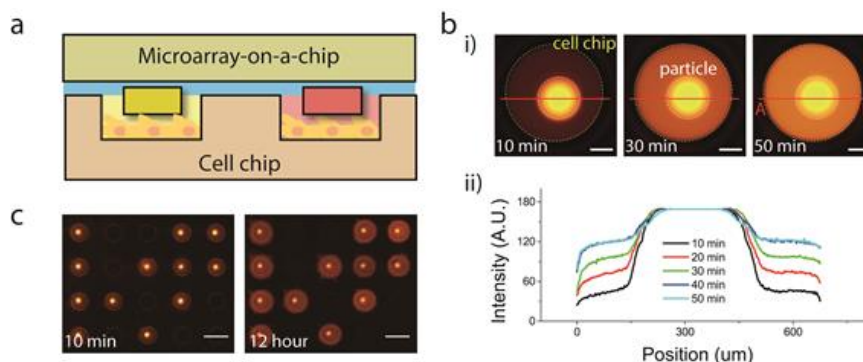 a
Microarray-on-a-chip
Cell chip
b
i)
cell chip
particle
A
10 min
30 min
50 min
ii)
Intensity (A.U.)
180
120
60
0
10 min
20 min
30 min
40 min
50 min
0
300
600
Position (um)
c
10 min
12 hour